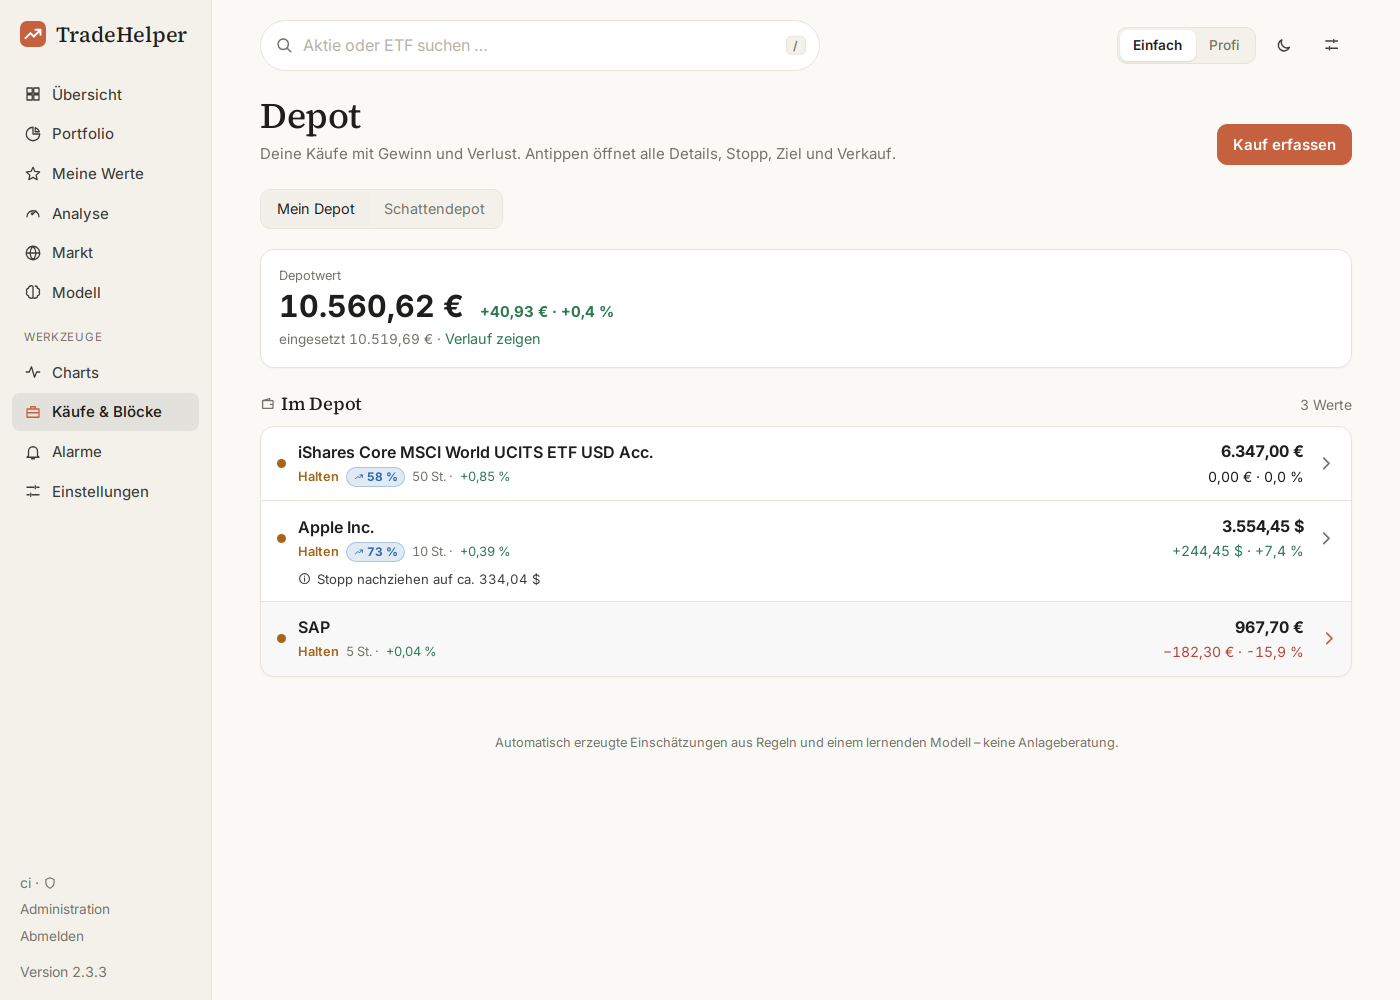 TradeHelper
Aktie oder ETF suchen ...
/
Einfach
Profi
Übersicht
Portfolio
Meine Werte
Analyse
Markt
Modell
WERKZEUGE
Charts
Käufe & Blöcke
Alarme
Einstellungen
ci ·
Administration
Abmelden
Version 2.3.3
Depot
Deine Käufe mit Gewinn und Verlust. Antippen öffnet alle Details, Stopp, Ziel und Verkauf.
Kauf erfassen
Mein Depot
Schattendepot
Depotwert
10.560,62 € +40,93 € · +0,4 %
eingesetzt 10.519,69 € · Verlauf zeigen
Im Depot
3 Werte
iShares Core MSCI World UCITS ETF USD Acc.
6.347,00 €
Halten 58 % 50 St. · +0,85 %
0,00 € · 0,0 %
Apple Inc.
3.554,45 $
Halten 73 % 10 St. · +0,39 %
+244,45 $ · +7,4 %
Stopp nachziehen auf ca. 334,04 $
SAP
967,70 €
Halten 5 St. · +0,04 %
−182,30 € · -15,9 %
Automatisch erzeugte Einschätzungen aus Regeln und einem lernenden Modell – keine Anlageberatung.